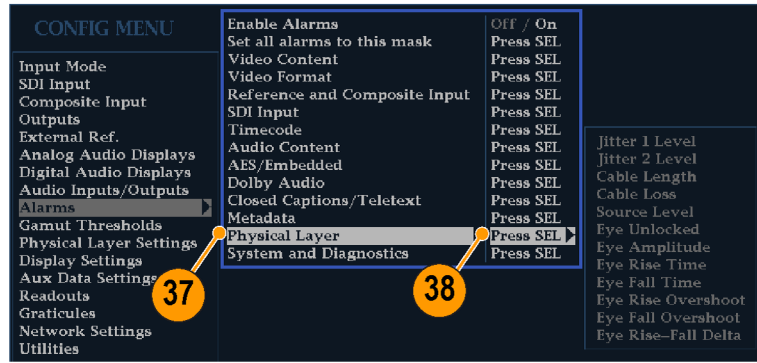 CONFIG MENU
Input Mode
SDI Input
Composite Input
Outputs
External Ref.
Analog Audio Displays
Digital Audio Displays
Audio Inputs/Outputs
Alarms
Gamut Thresholds
Physical Layer Settings
Display Settings
Aux Data Settings
Readouts
Graticules
Network Settings
Utilities
Enable Alarms Off / On
Set all alarms to this mask Press SEL
Video Content Press SEL
Video Format Press SEL
Reference and Composite Input Press SEL
SDI Input Press SEL
Timecode Press SEL
Audio Content Press SEL
AES/Embedded Press SEL
Dolby Audio Press SEL
Closed Captions/Teletext Press SEL
Metadata Press SEL
Physical Layer Press SEL
System and Diagnostics Press SEL
37
38
Jitter 1 Level
Jitter 2 Level
Cable Length
Cable Loss
Source Level
Eye Unlocked
Eye Amplitude
Eye Rise Time
Eye Fall Time
Eye Rise Overshoot
Eye Fall Overshoot
Eye Rise–Fall Delta